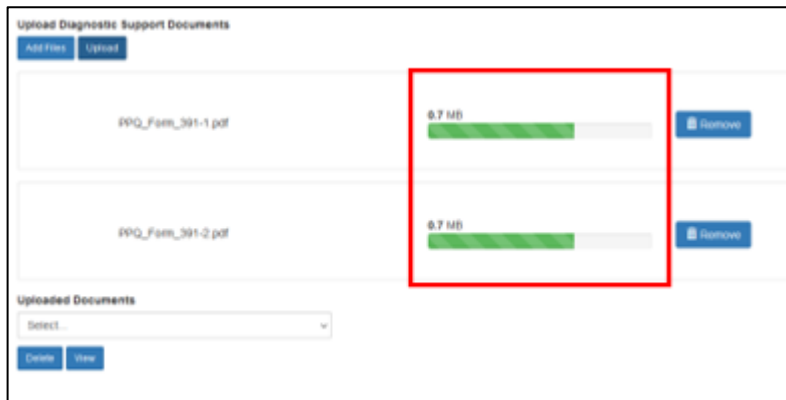 Upload Diagnostic Support Documents
Add Files Upload
PPQ_Form_391-1.pdf 0.7 MB Remove
PPQ_Form_391-2.pdf 0.7 MB Remove
Uploaded Documents
Select...
Delete View